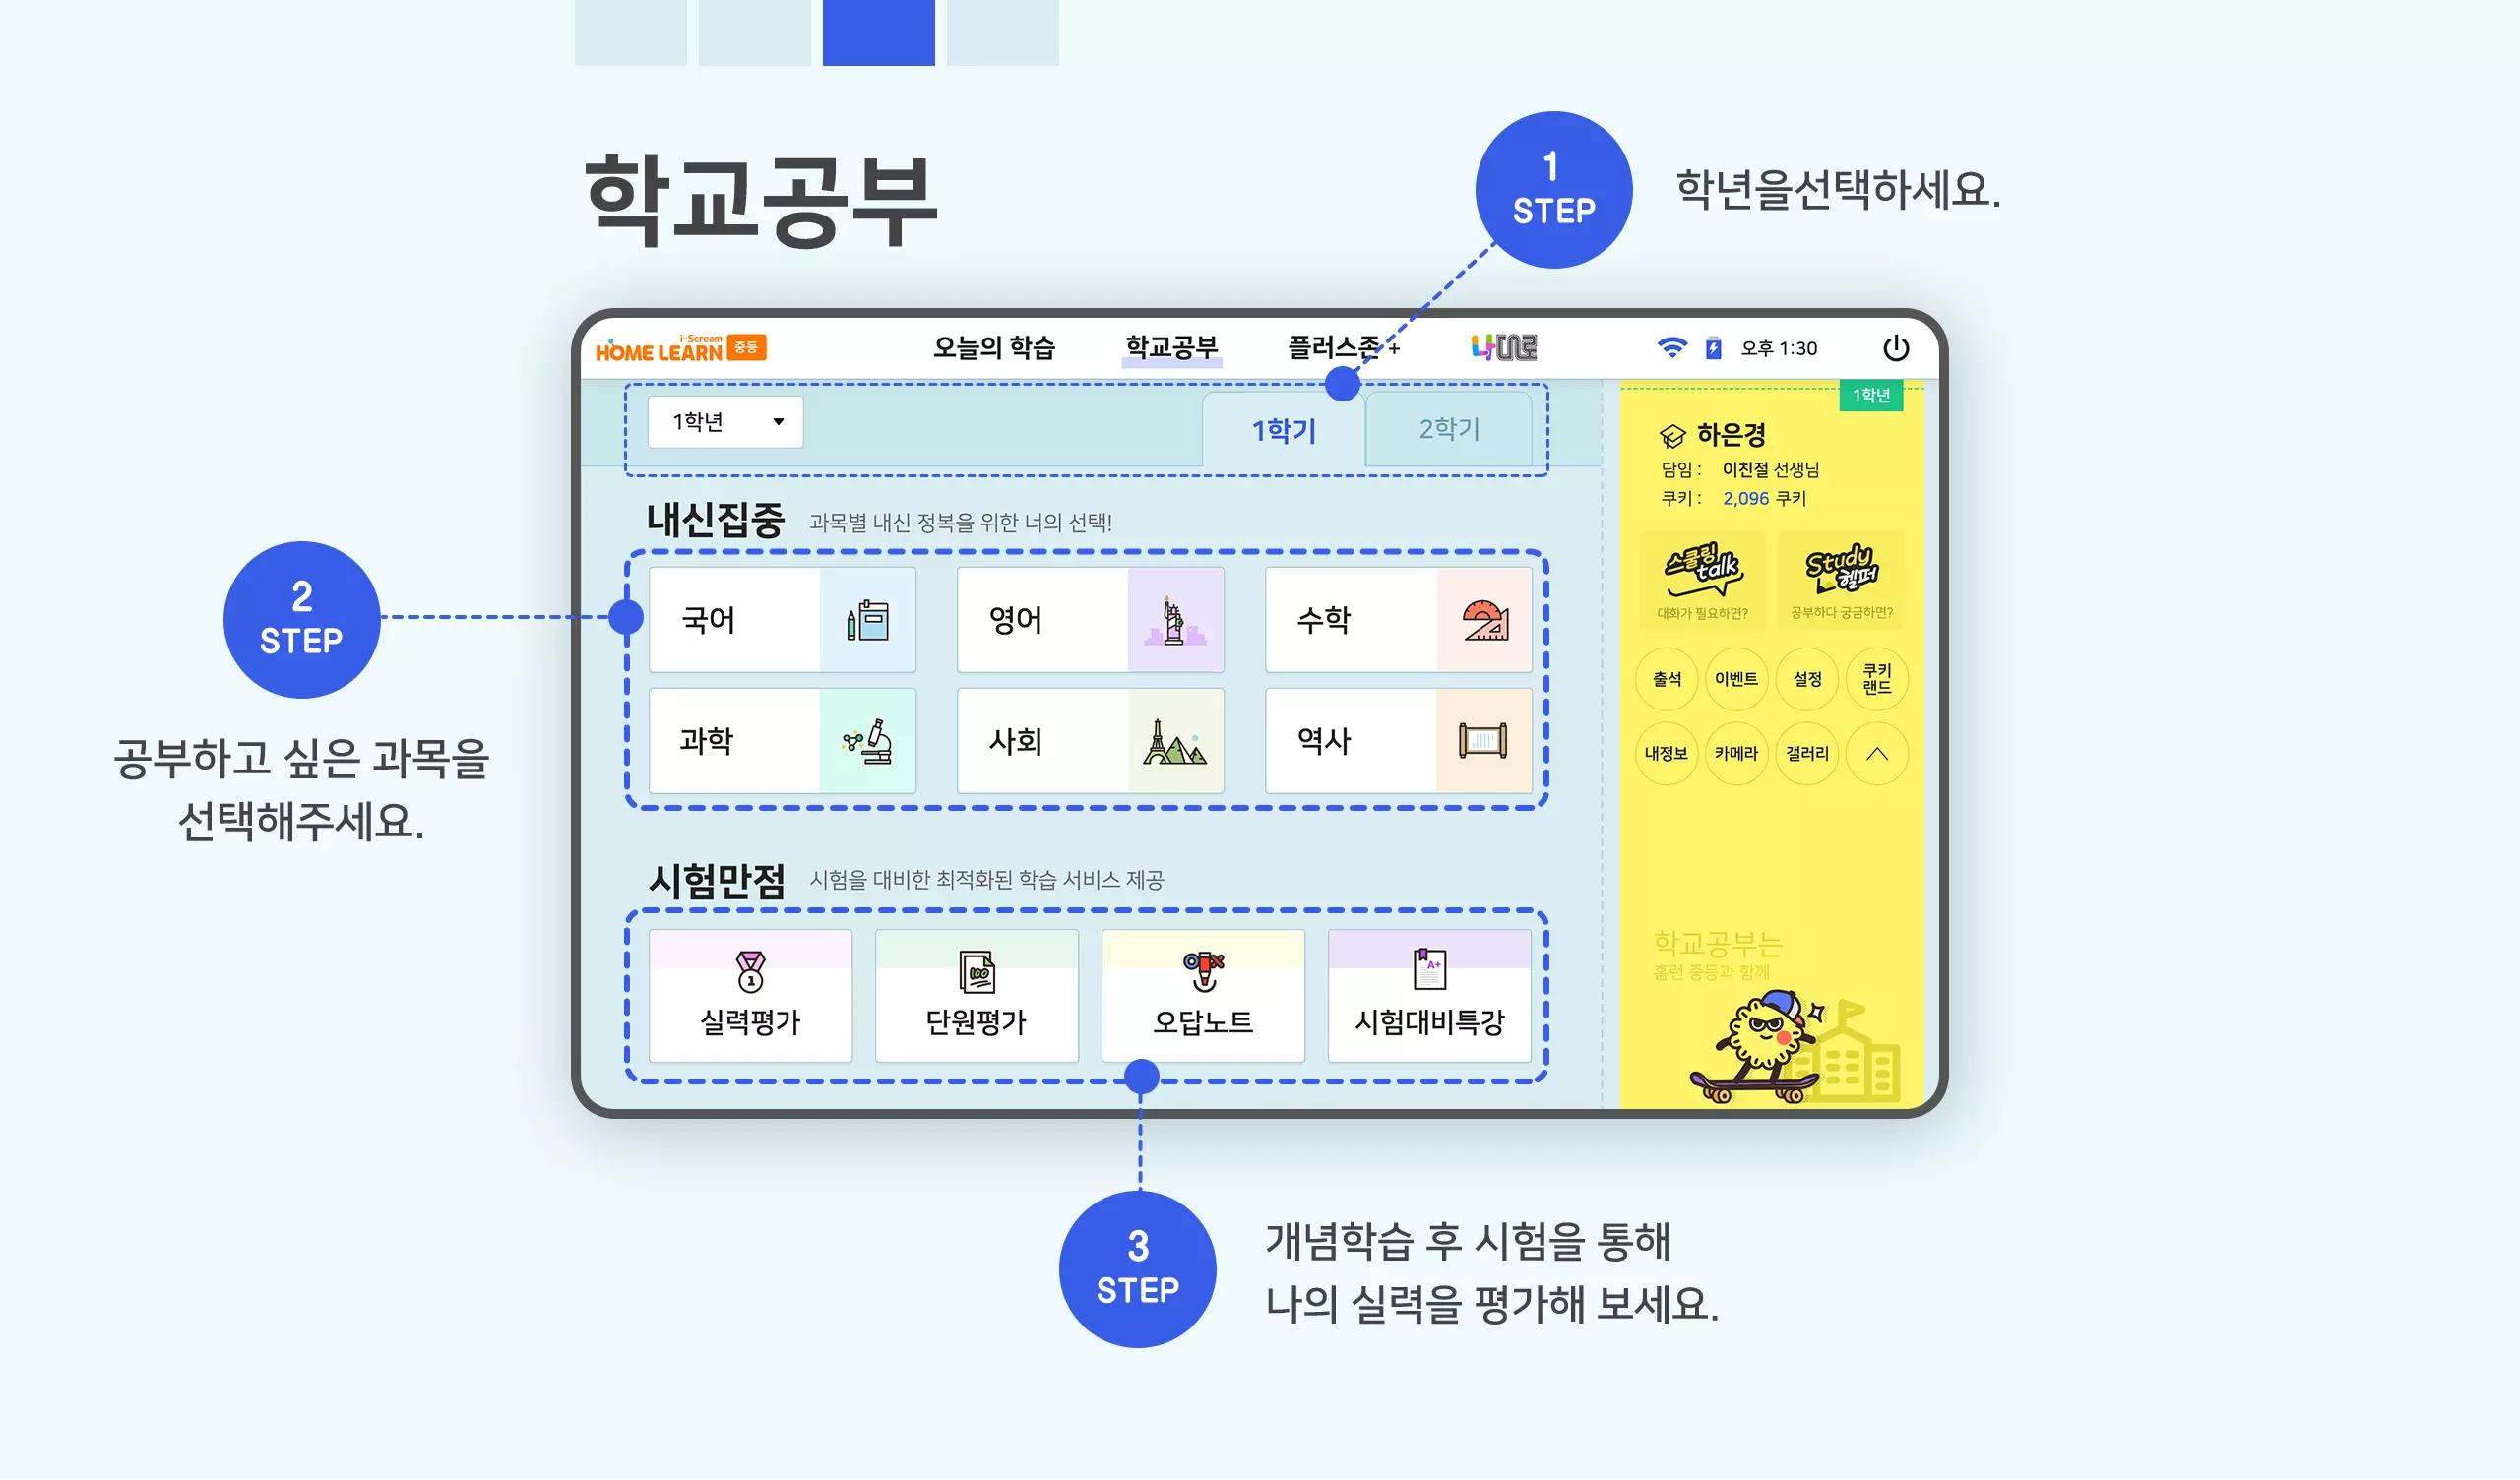 학교공부
1
STEP
학년을선택하세요.
i-Scream
HOME LEARN 중등
오늘의 학습
학교공부
플러스존 +
오후 1:30
1학년
1학기
2학기
1학년
하은경
담임 : 이친절 선생님
쿠키 : 2,096 쿠키
내신집중 과목별 내신 정복을 위한 너의 선택!
국어
영어
수학
과학
사회
역사
2
STEP
공부하고 싶은 과목을
선택해주세요.
스쿨링
talk
대화가 필요하면?
Study
헬퍼
공부하다 궁금하면?
출석
이벤트
설정
쿠키
랜드
내정보
카메라
갤러리
시험만점 시험을 대비한 최적화된 학습 서비스 제공
1
실력평가
100
단원평가
오답노트
A+
시험대비특강
학교공부는
홈런 중등과 함께
3
STEP
개념학습 후 시험을 통해
나의 실력을 평가해 보세요.